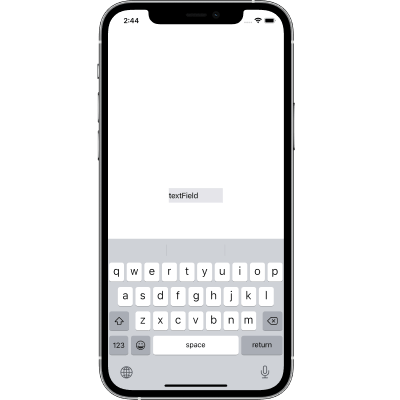 2:44
textField
q w e r t y u i o p
a s d f g h j k l
z x c v b n m
123 space return